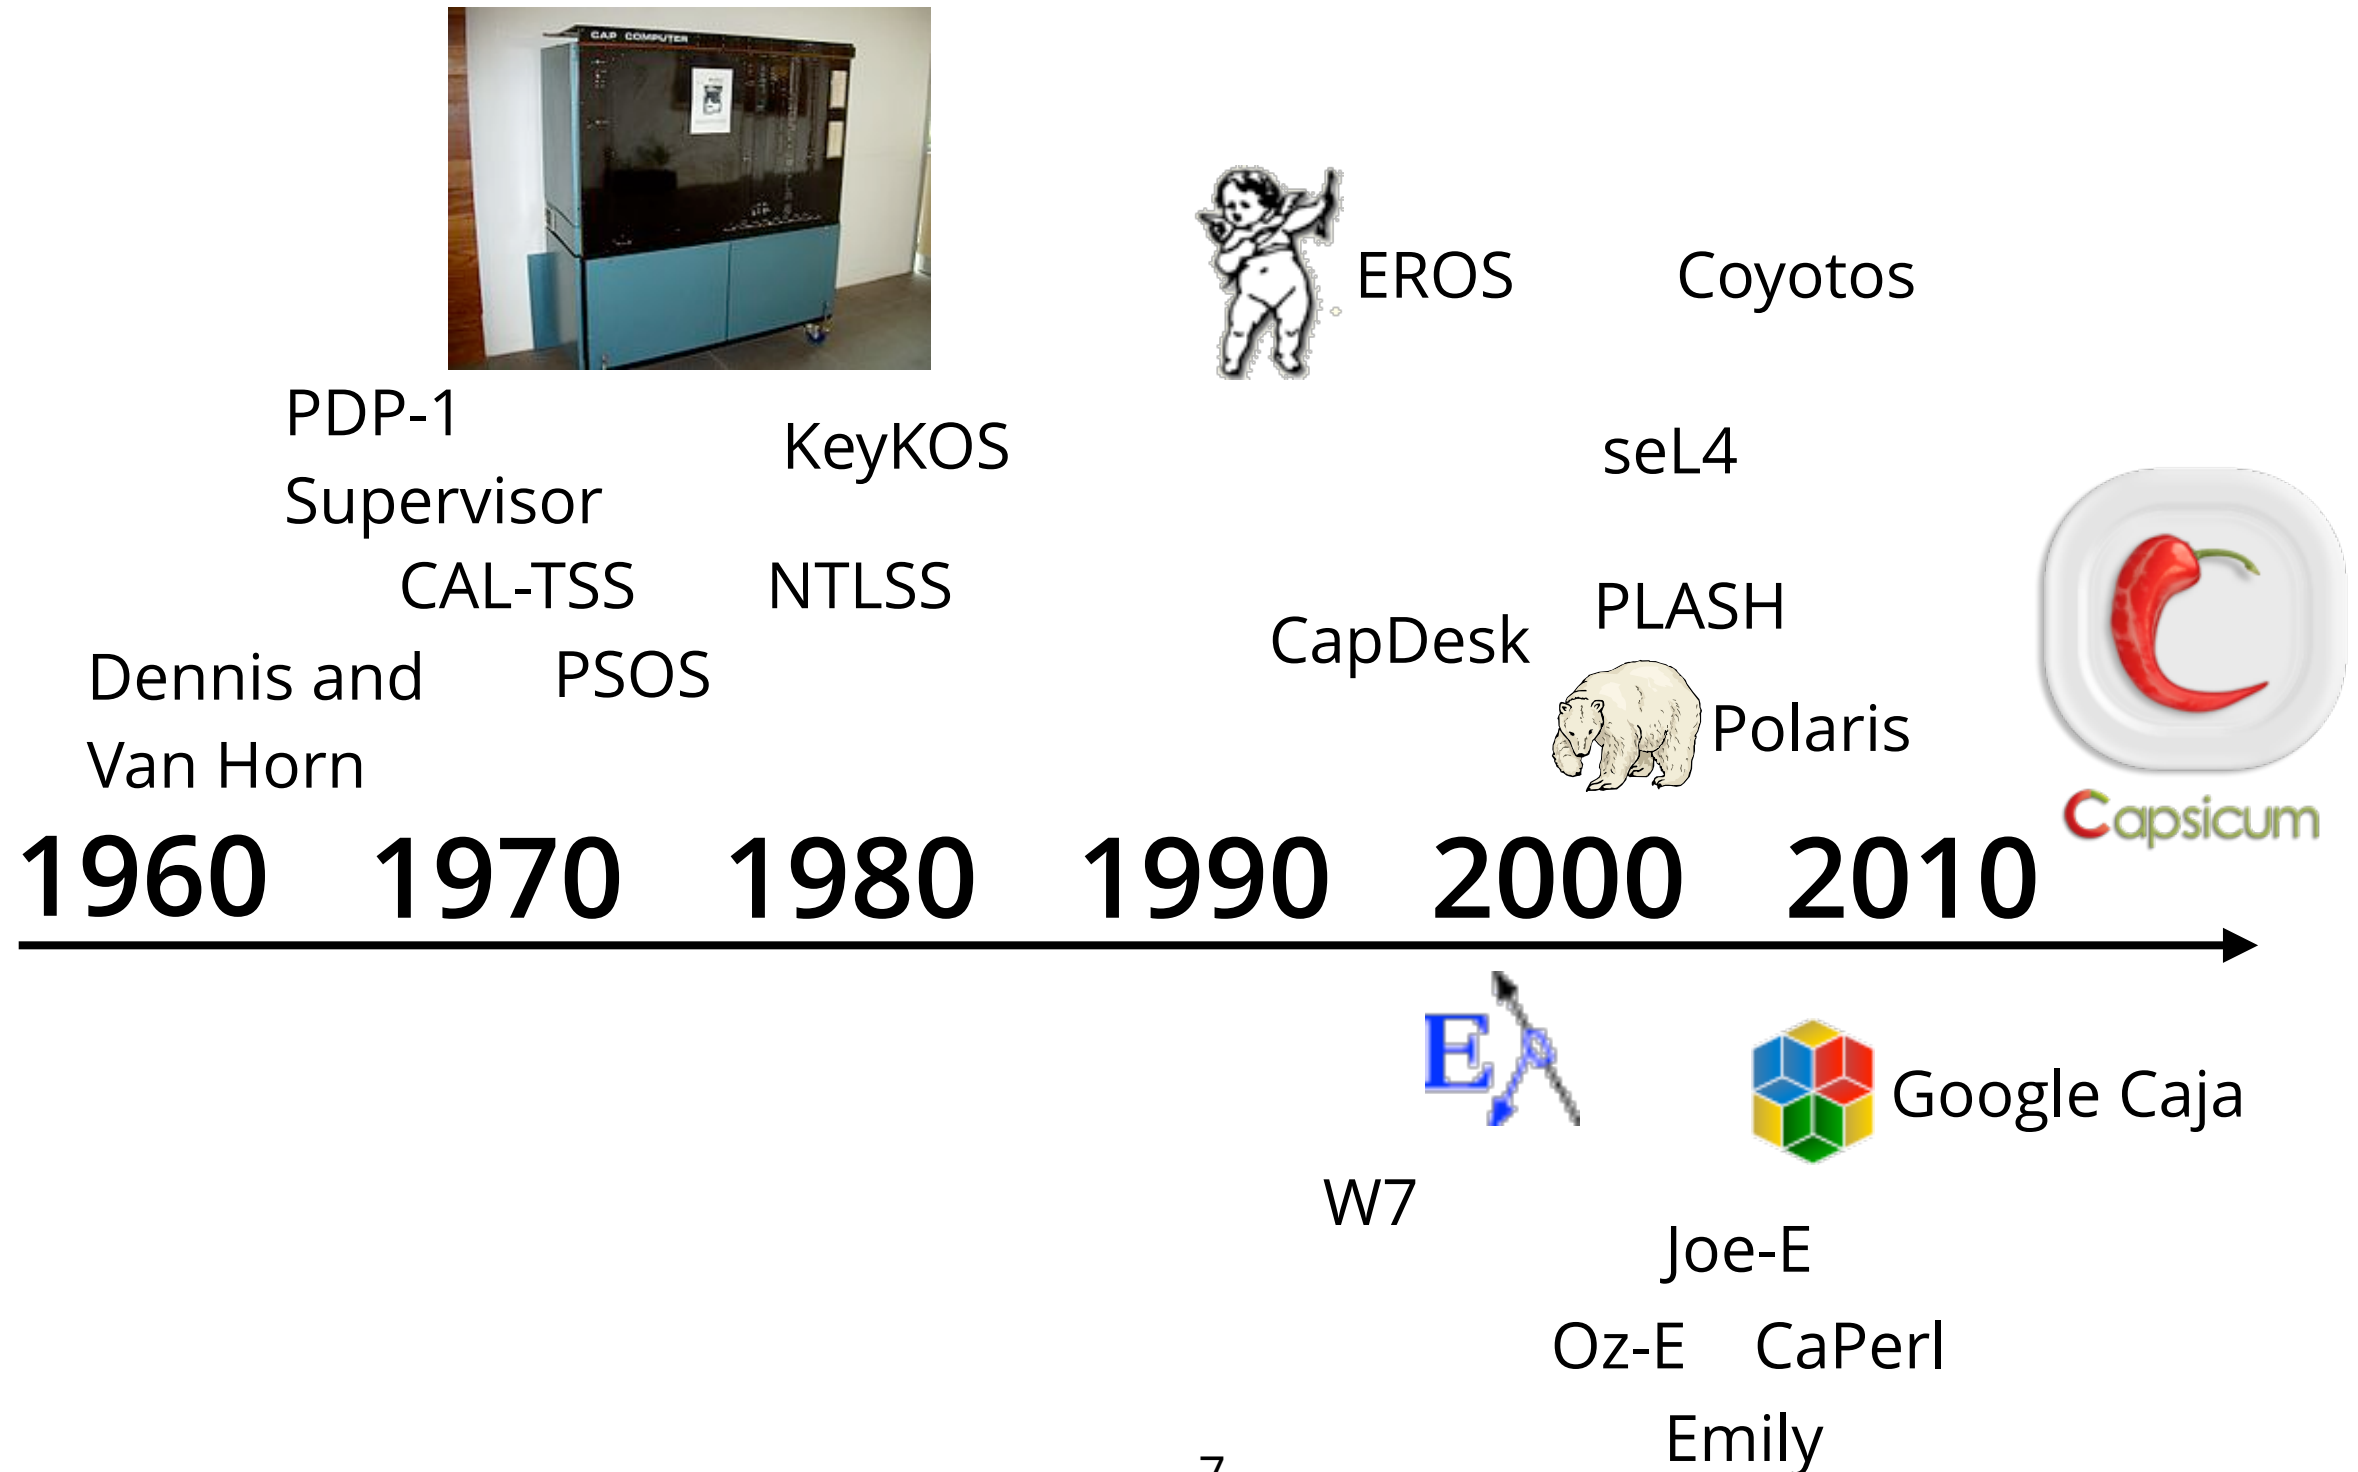 CAP COMPUTER
EROS
Coyotos
PDP-1
Supervisor
KeyKOS
seL4
CAL-TSS
NTLSS
PLASH
CapDesk
Dennis and
Van Horn
PSOS
Polaris
Capsicum
1960
1970
1980
1990
2000
2010
E
Google Caja
W7
Joe-E
Oz-E
CaPerl
Emily
7